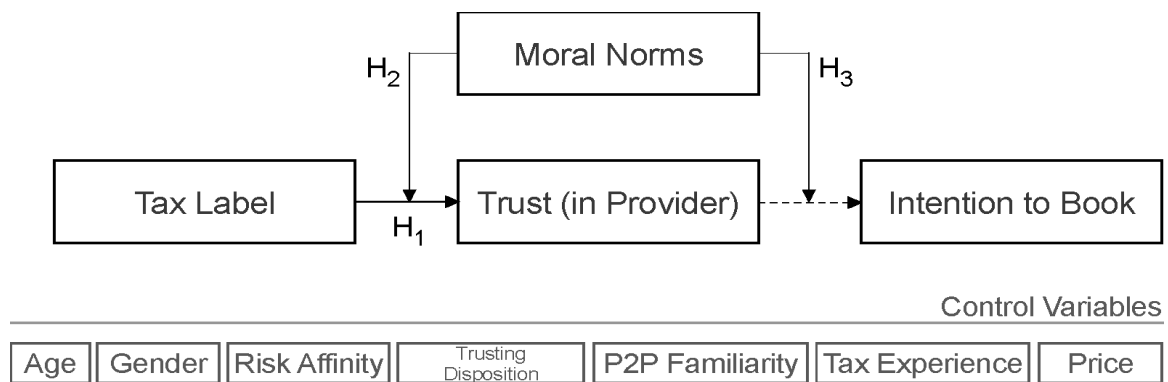 Moral Norms
H2
H3
Tax Label
Trust (in Provider)
Intention to Book
H1
Control Variables
Age
Gender
Risk Affinity
Trusting
Disposition
P2P Familiarity
Tax Experience
Price